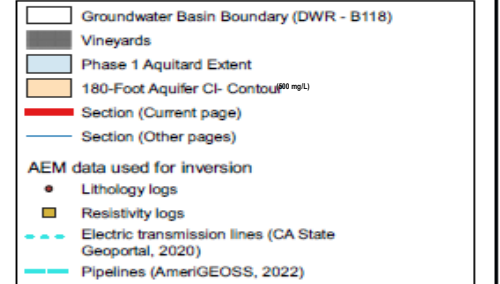 Groundwater Basin Boundary (DWR - B118)
Vineyards
Phase 1 Aquitard Extent
180-Foot Aquifer Cl- Contour (500 mg/L)
Section (Current page)
Section (Other pages)
AEM data used for inversion
Lithology logs
Resistivity logs
Electric transmission lines (CA State
Geoportal, 2020)
Pipelines (AmeriGEOSS, 2022)